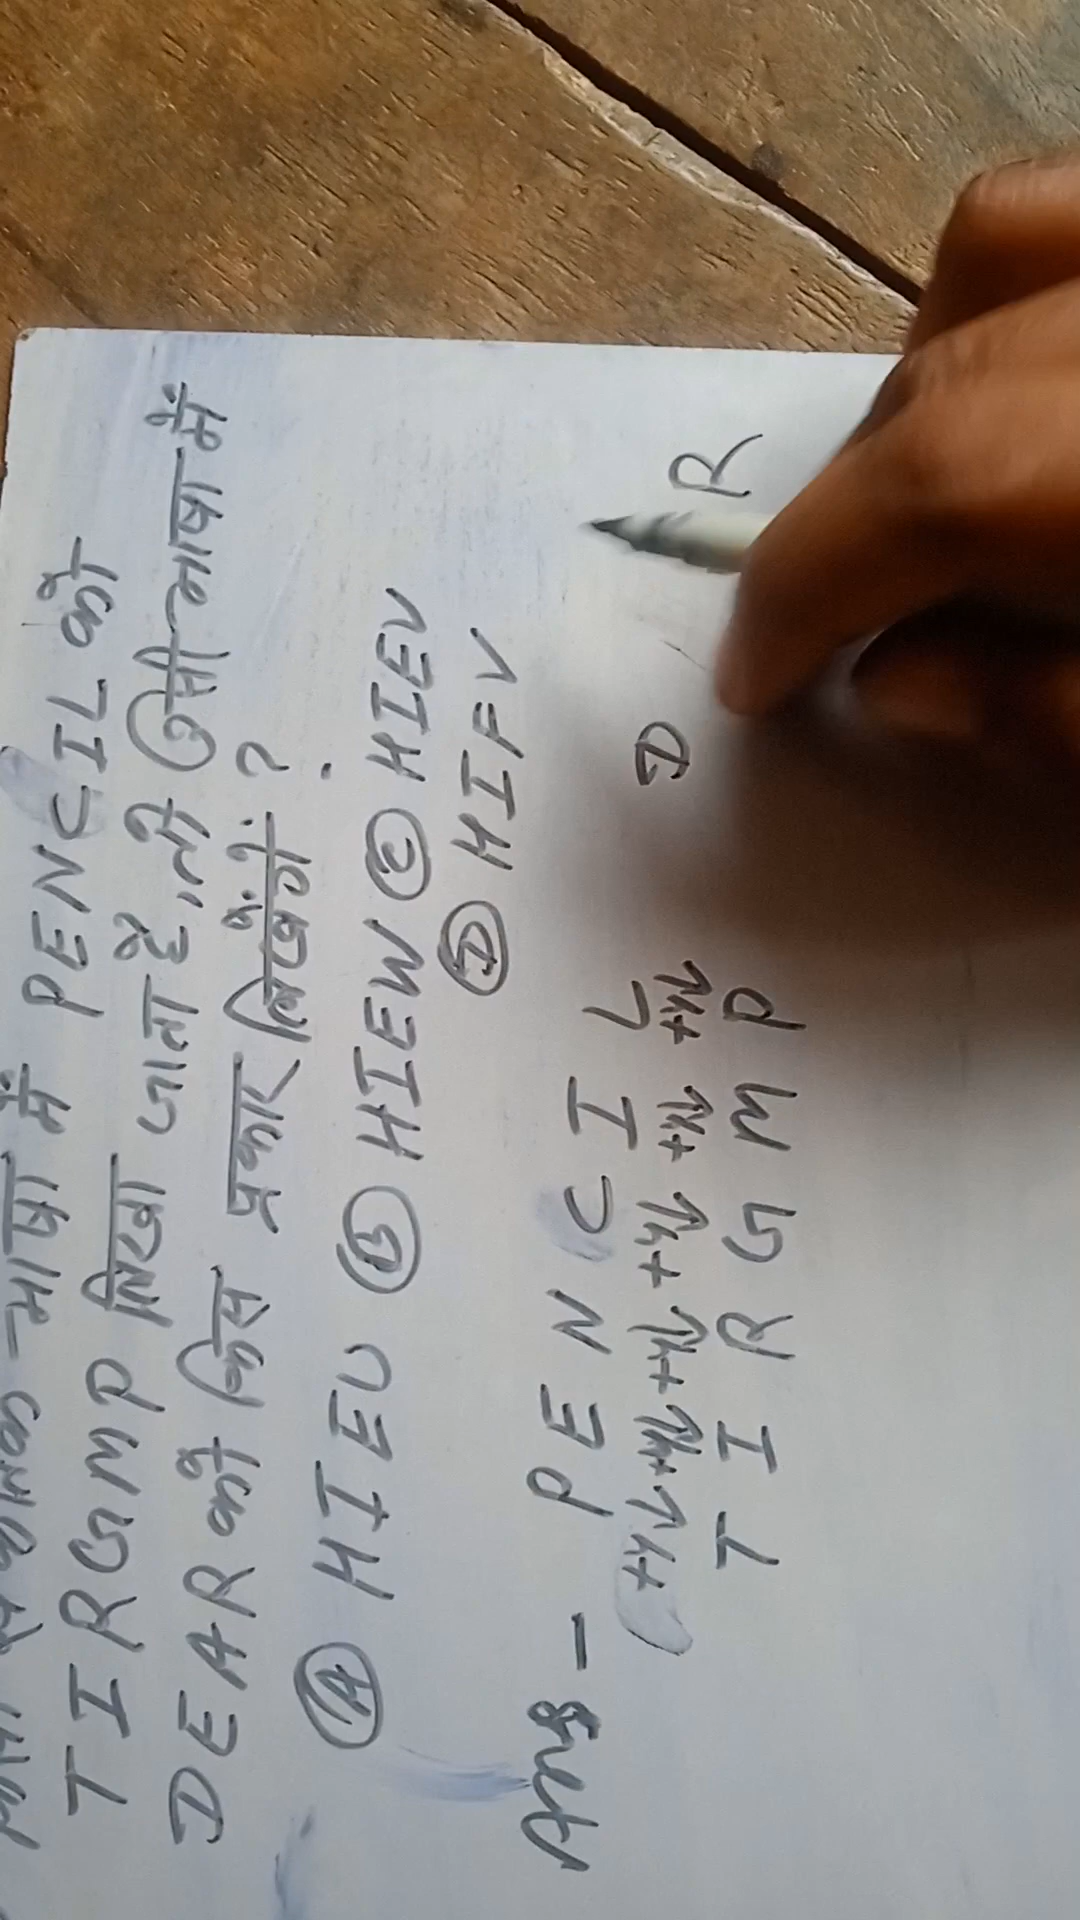 सांकेतिक भाषा में PENCIL को
TIRGMP लिखा जाता है, तो उसी भाषा में
DEAR को किस प्रकार लिखेंगे ?
(A) HIEU (B) HIEW (C) HIEV
(D) HIFV
Ans - P E N C I L D R
+4 +4 +4 +4 +4 +4
T I R G M P